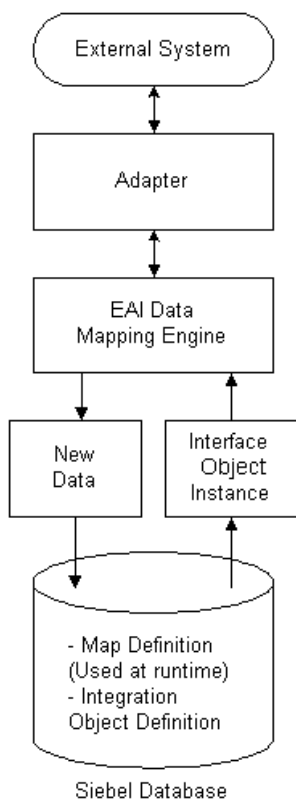 External System
Adapter
EAI Data
Mapping Engine
New
Data
Interface
Object
Instance
- Map Definition
(Used at runtime)
- Integration
Object Definition
Siebel Database